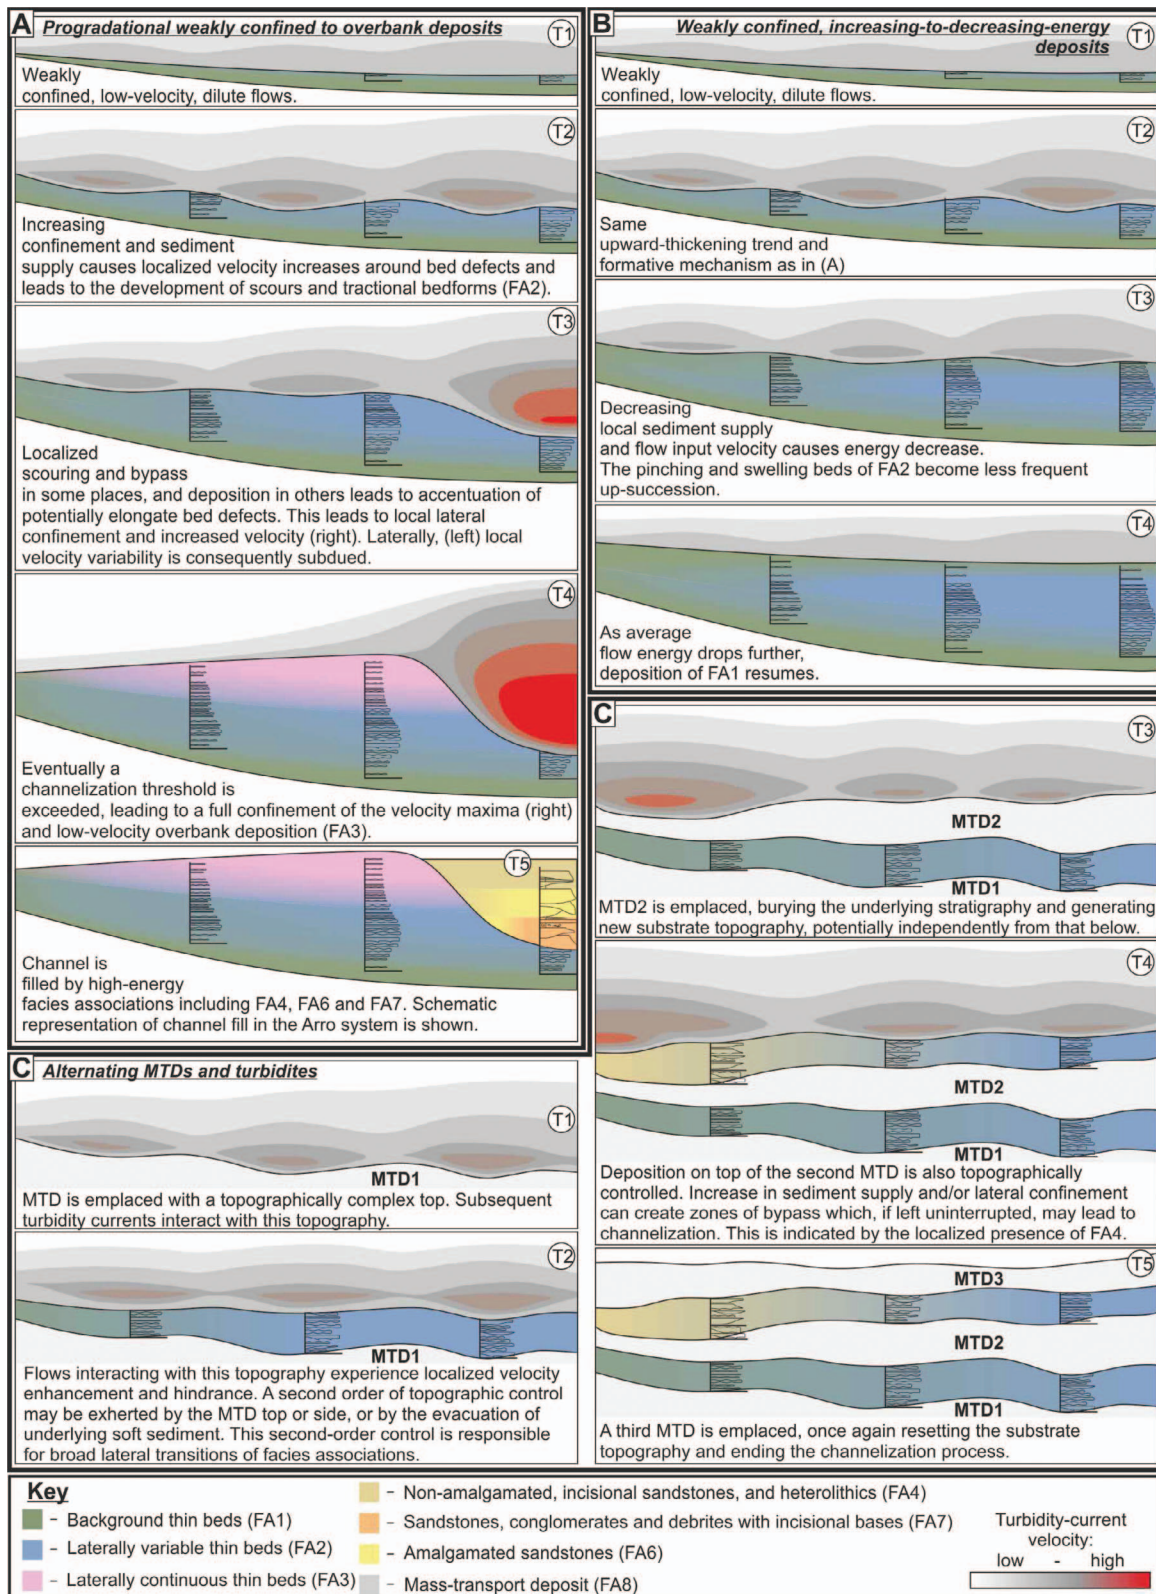 A Progradational weakly confined to overbank deposits
T1
Weakly
confined, low-velocity, dilute flows.
T2
Increasing
confinement and sediment
supply causes localized velocity increases around bed defects and
leads to the development of scours and tractional bedforms (FA2).
T3
Localized
scouring and bypass
in some places, and deposition in others leads to accentuation of
potentially elongate bed defects. This leads to local lateral
confinement and increased velocity (right). Laterally, (left) local
velocity variability is consequently subdued.
T4
Eventually a
channelization threshold is
exceeded, leading to a full confinement of the velocity maxima (right)
and low-velocity overbank deposition (FA3).
T5
Channel is
filled by high-energy
facies associations including FA4, FA6 and FA7. Schematic
representation of channel fill in the Arro system is shown.
B Weakly confined, increasing-to-decreasing-energy
deposits
T1
Weakly
confined, low-velocity, dilute flows.
T2
Same
upward-thickening trend and
formative mechanism as in (A)
T3
Decreasing
local sediment supply
and flow input velocity causes energy decrease.
The pinching and swelling beds of FA2 become less frequent
up-succession.
T4
As average
flow energy drops further,
deposition of FA1 resumes.
C Alternating MTDs and turbidites
T1
MTD1
MTD is emplaced with a topographically complex top. Subsequent
turbidity currents interact with this topography.
T2
MTD1
Flows interacting with this topography experience localized velocity
enhancement and hindrance. A second order of topographic control
may be exherted by the MTD top or side, or by the evacuation of
underlying soft sediment. This second-order control is responsible
for broad lateral transitions of facies associations.
C
T3
MTD2
MTD1
MTD2 is emplaced, burying the underlying stratigraphy and generating
new substrate topography, potentially independently from that below.
T4
MTD2
MTD1
Deposition on top of the second MTD is also topographically
controlled. Increase in sediment supply and/or lateral confinement
can create zones of bypass which, if left uninterrupted, may lead to
channelization. This is indicated by the localized presence of FA4.
T5
MTD3
MTD2
MTD1
A third MTD is emplaced, once again resetting the substrate
topography and ending the channelization process.
Key
- Background thin beds (FA1)
- Laterally variable thin beds (FA2)
- Laterally continuous thin beds (FA3)
- Non-amalgamated, incisional sandstones, and heterolithics (FA4)
- Sandstones, conglomerates and debrites with incisional bases (FA7)
- Amalgamated sandstones (FA6)
- Mass-transport deposit (FA8)
Turbidity-current
velocity:
low - high